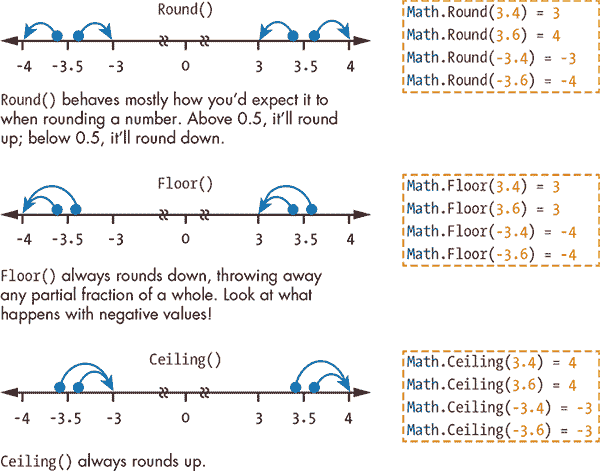 Round()
-4 -3.5 -3 0 3 3.5 4
Math.Round(3.4) = 3
Math.Round(3.6) = 4
Math.Round(-3.4) = -3
Math.Round(-3.6) = -4
Round() behaves mostly how you'd expect it to
when rounding a number. Above 0.5, it'll round
up; below 0.5, it'll round down.
Floor()
-4 -3.5 -3 0 3 3.5 4
Math.Floor(3.4) = 3
Math.Floor(3.6) = 3
Math.Floor(-3.4) = -4
Math.Floor(-3.6) = -4
Floor() always rounds down, throwing away
any partial fraction of a whole. Look at what
happens with negative values!
Ceiling()
-4 -3.5 -3 0 3 3.5 4
Math.Ceiling(3.4) = 4
Math.Ceiling(3.6) = 4
Math.Ceiling(-3.4) = -3
Math.Ceiling(-3.6) = -3
Ceiling() always rounds up.